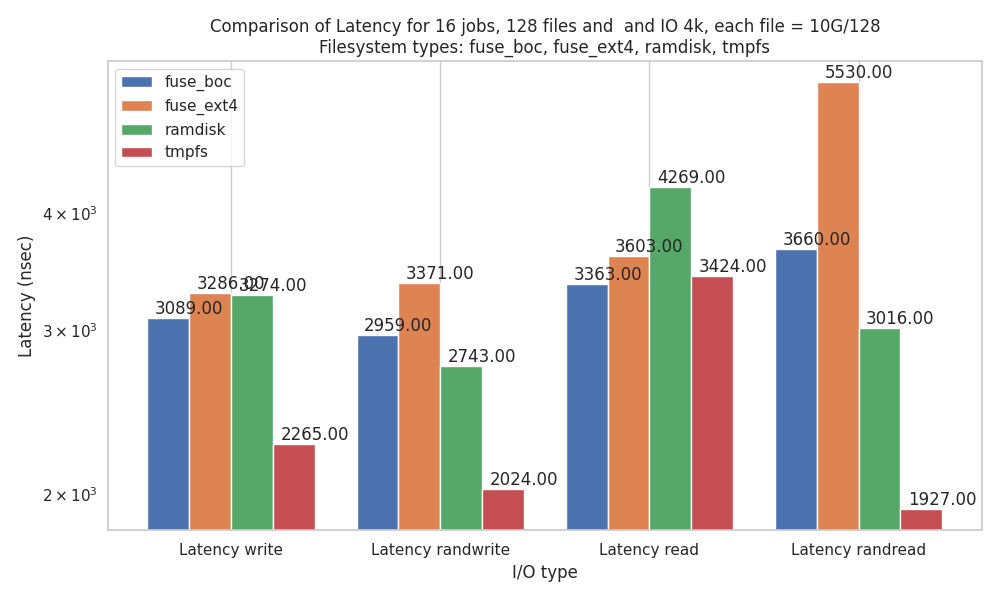 Comparison of Latency for 16 jobs, 128 files and  and IO 4k, each file = 10G/128
Filesystem types: fuse_boc, fuse_ext4, ramdisk, tmpfs
fuse_boc
fuse_ext4
ramdisk
tmpfs
Latency (nsec)
4 × 10³
3 × 10³
2 × 10³
3089.00
3286.00
3274.00
2265.00
2959.00
3371.00
2743.00
2024.00
3363.00
3603.00
4269.00
3424.00
3660.00
5530.00
3016.00
1927.00
Latency write
Latency randwrite
Latency read
Latency randread
I/O type